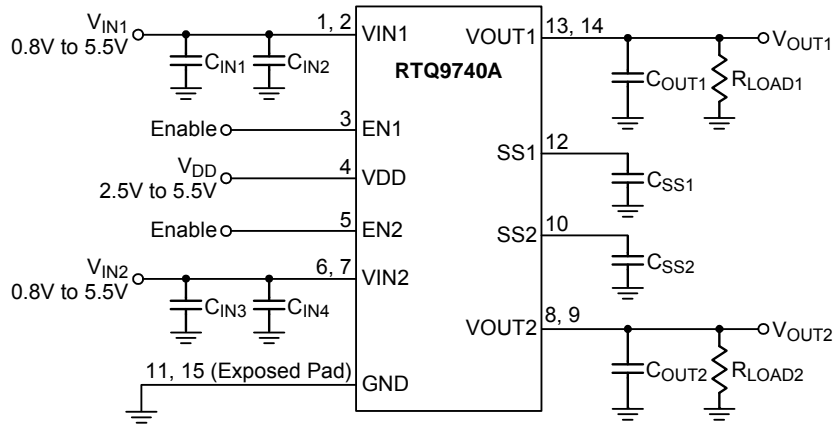 VIN1
0.8V to 5.5V
1, 2
VIN1
CIN1
CIN2
RTQ9740A
VOUT1
13, 14
VOUT1
COUT1
RLOAD1
Enable
3
EN1
SS1
12
CSS1
VDD
2.5V to 5.5V
4
VDD
Enable
5
EN2
SS2
10
CSS2
VIN2
0.8V to 5.5V
6, 7
VIN2
CIN3
CIN4
VOUT2
8, 9
VOUT2
COUT2
RLOAD2
11, 15 (Exposed Pad)
GND